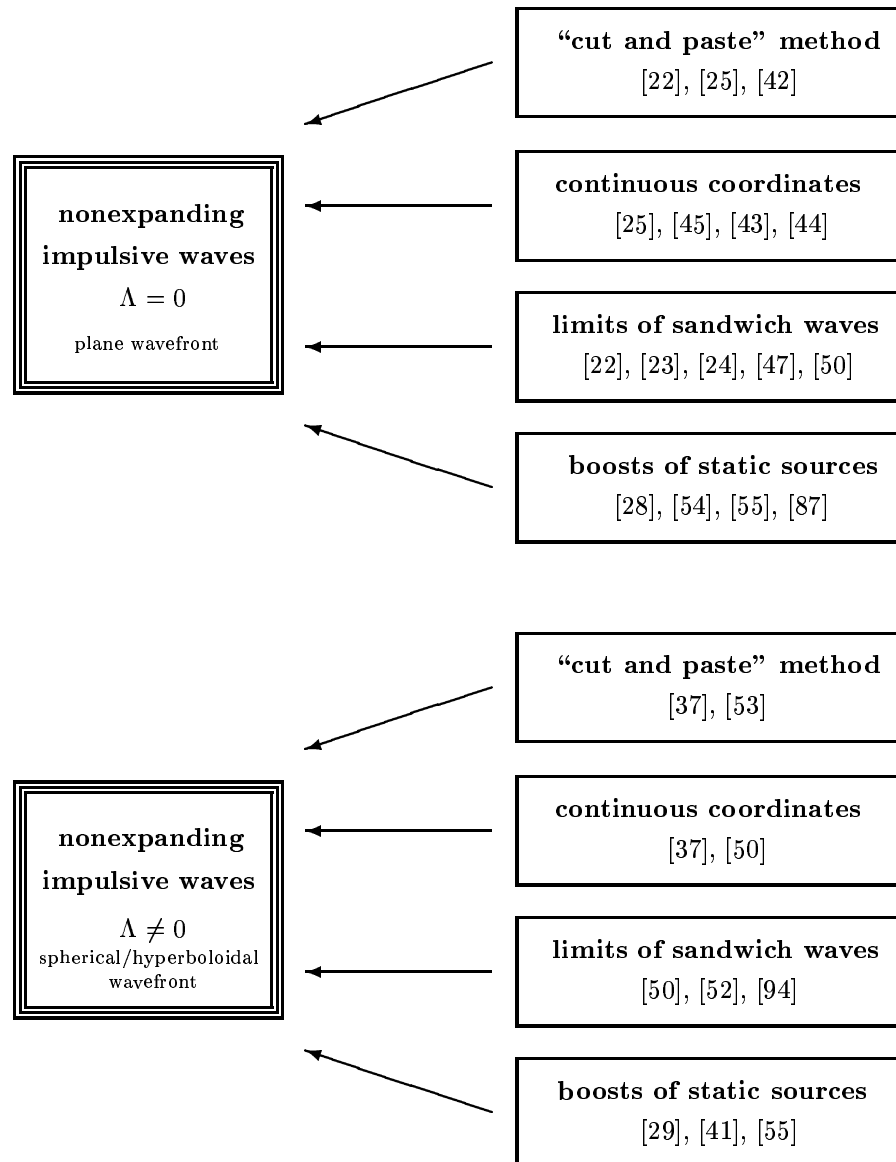 “cut and paste” method
[22], [25], [42]
continuous coordinates
[25], [45], [43], [44]
nonexpanding
impulsive waves
Λ = 0
plane wavefront
limits of sandwich waves
[22], [23], [24], [47], [50]
boosts of static sources
[28], [54], [55], [87]
“cut and paste” method
[37], [53]
continuous coordinates
[37], [50]
nonexpanding
impulsive waves
Λ ≠ 0
spherical/hyperboloidal
wavefront
limits of sandwich waves
[50], [52], [94]
boosts of static sources
[29], [41], [55]